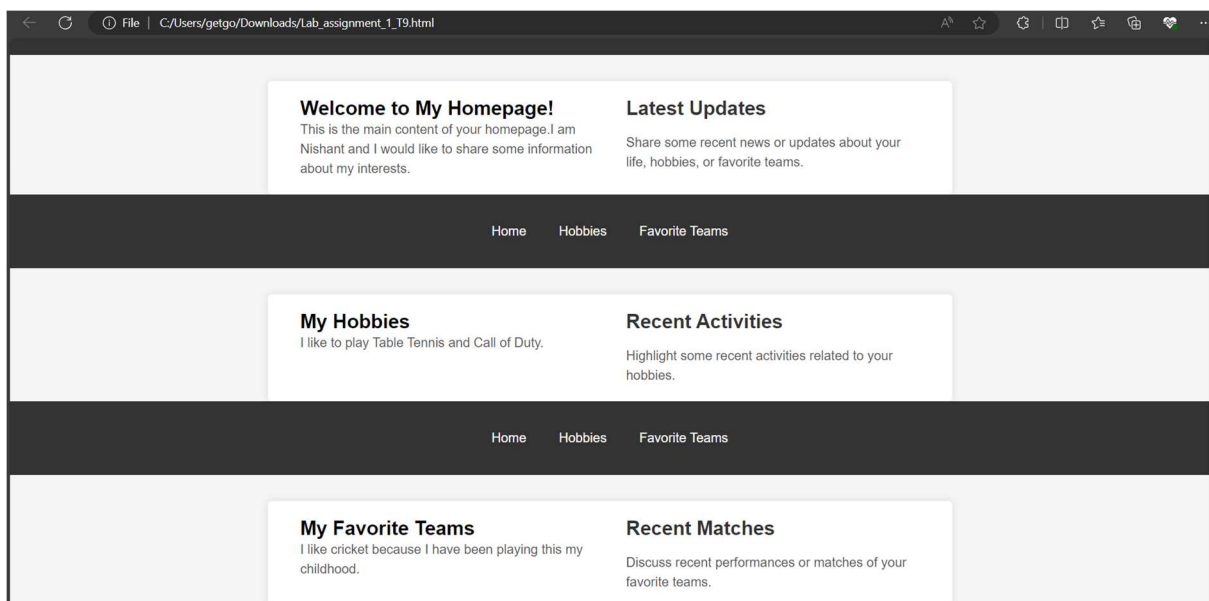 File | C:/Users/getgo/Downloads/Lab_assignment_1_T9.html
Welcome to My Homepage!
This is the main content of your homepage.I am
Nishant and I would like to share some information
about my interests.
Latest Updates
Share some recent news or updates about your
life, hobbies, or favorite teams.
Home Hobbies Favorite Teams
My Hobbies
I like to play Table Tennis and Call of Duty.
Recent Activities
Highlight some recent activities related to your
hobbies.
Home Hobbies Favorite Teams
My Favorite Teams
I like cricket because I have been playing this my
childhood.
Recent Matches
Discuss recent performances or matches of your
favorite teams.